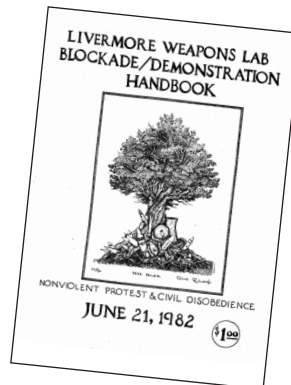 LIVERMORE WEAPONS LAB
BLOCKADE/DEMONSTRATION
HANDBOOK
NONVIOLENT PROTEST & CIVIL DISOBEDIENCE
JUNE 21, 1982
$1.00